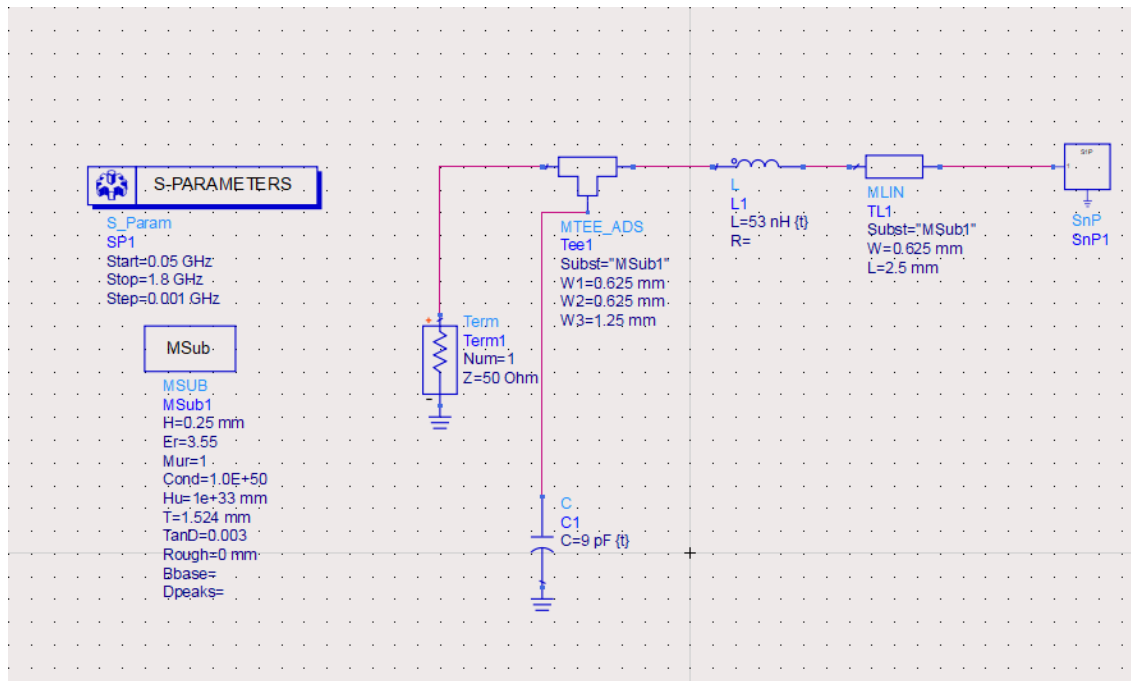 S-PARAMETERS
S_Param
SP1
Start=0.05 GHz
Stop=1.8 GHz
Step=0.001 GHz
MSub
MSUB
MSub1
H=0.25 mm
Er=3.55
Mur=1
Cond=1.0E+50
Hu=1e+33 mm
T=1.524 mm
TanD=0.003
Rough=0 mm
Bbase=
Dpeaks=
+
Term
Term1
Num=1
Z=50 Ohm
-
MTEE_ADS
Tee1
Subst="MSub1"
W1=0.625 mm
W2=0.625 mm
W3=1.25 mm
C
C1
C=9 pF {t}
L
L1
L=53 nH {t}
R=
MLIN
TL1
Subst="MSub1"
W=0.625 mm
L=2.5 mm
SnP
1
SnP
SnP1